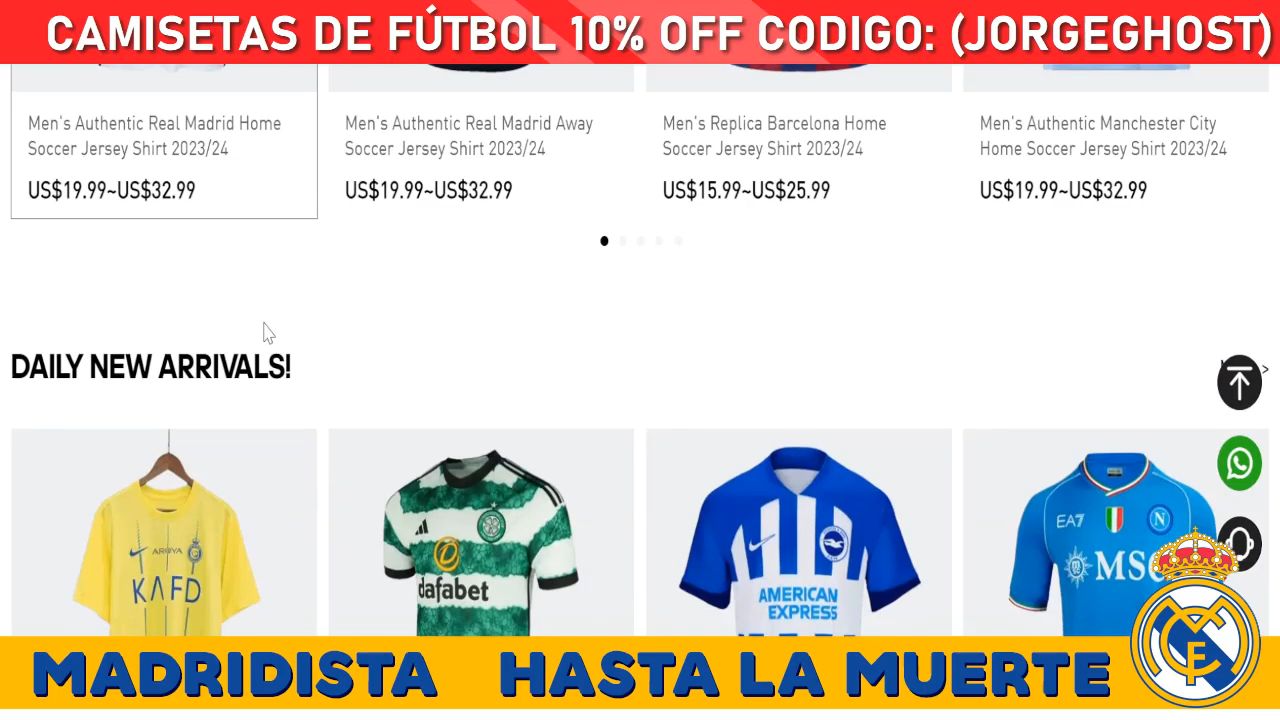 CAMISETAS DE FÚTBOL 10% OFF CODIGO: (JORGEGHOST)
Men's Authentic Real Madrid Home
Soccer Jersey Shirt 2023/24
US$19.99~US$32.99
Men's Authentic Real Madrid Away
Soccer Jersey Shirt 2023/24
US$19.99~US$32.99
Men's Replica Barcelona Home
Soccer Jersey Shirt 2023/24
US$15.99~US$25.99
Men's Authentic Manchester City
Home Soccer Jersey Shirt 2023/24
US$19.99~US$32.99
DAILY NEW ARRIVALS!
>
KAFD
dafabet
AMERICAN
EXPRESS
EA7
N
MSC
MADRIDISTA HASTA LA MUERTE